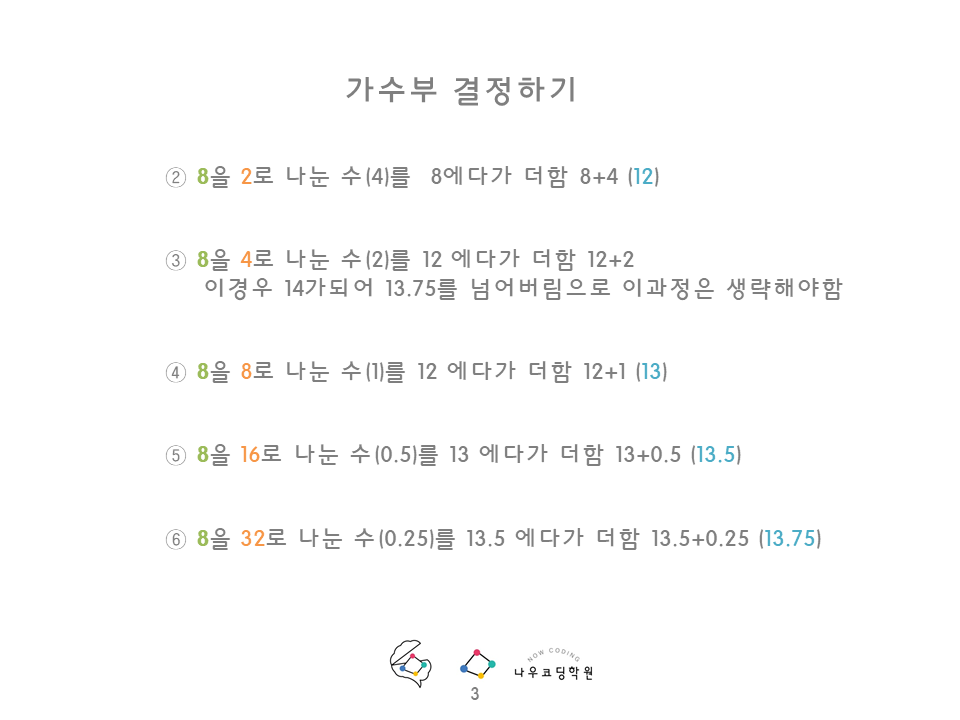 가수부 결정하기
② 8을 2로 나눈 수(4)를 8에다가 더함 8+4 (12)
③ 8을 4로 나눈 수(2)를 12 에다가 더함 12+2
이경우 14가되어 13.75를 넘어버림으로 이과정은 생략해야함
④ 8을 8로 나눈 수(1)를 12 에다가 더함 12+1 (13)
⑤ 8을 16로 나눈 수(0.5)를 13 에다가 더함 13+0.5 (13.5)
⑥ 8을 32로 나눈 수(0.25)를 13.5 에다가 더함 13.5+0.25 (13.75)
NOW CODING
나우코딩학원
3